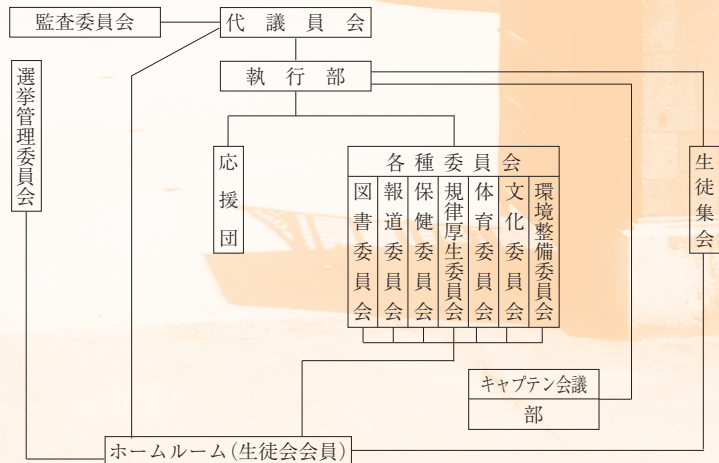 監査委員会
代議員会
執行部
選挙管理委員会
応援団
各種委員会
図書委員会
報道委員会
保健委員会
規律厚生委員会
体育委員会
文化委員会
環境整備委員会
生徒集会
キャプテン会議
部
ホームルーム(生徒会会員)